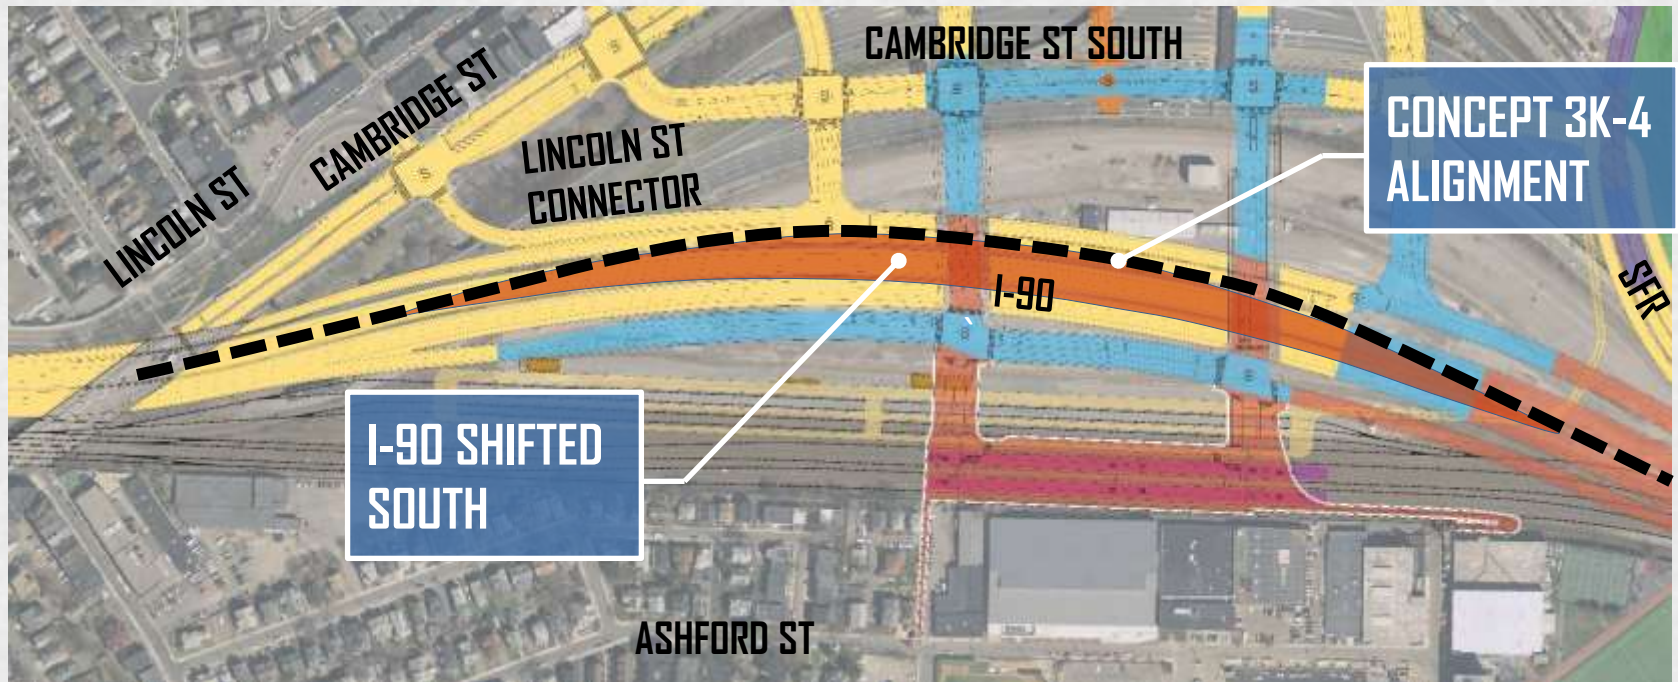 CAMBRIDGE ST SOUTH
CONCEPT 3K-4
ALIGNMENT
CAMBRIDGE ST
LINCOLN ST
CONNECTOR
LINCOLN ST
SFR
I-90
I-90 SHIFTED
SOUTH
ASHFORD ST